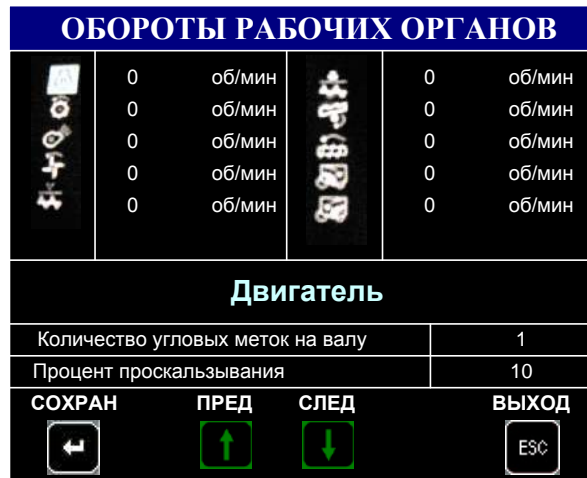 ОБОРОТЫ РАБОЧИХ ОРГАНОВ
0 об/мин 0 об/мин
0 об/мин 0 об/мин
0 об/мин 0 об/мин
0 об/мин 0 об/мин
0 об/мин 0 об/мин
Двигатель
Количество угловых меток на валу 1
Процент проскальзывания 10
СОХРАН ПРЕД СЛЕД ВЫХОД
ESC